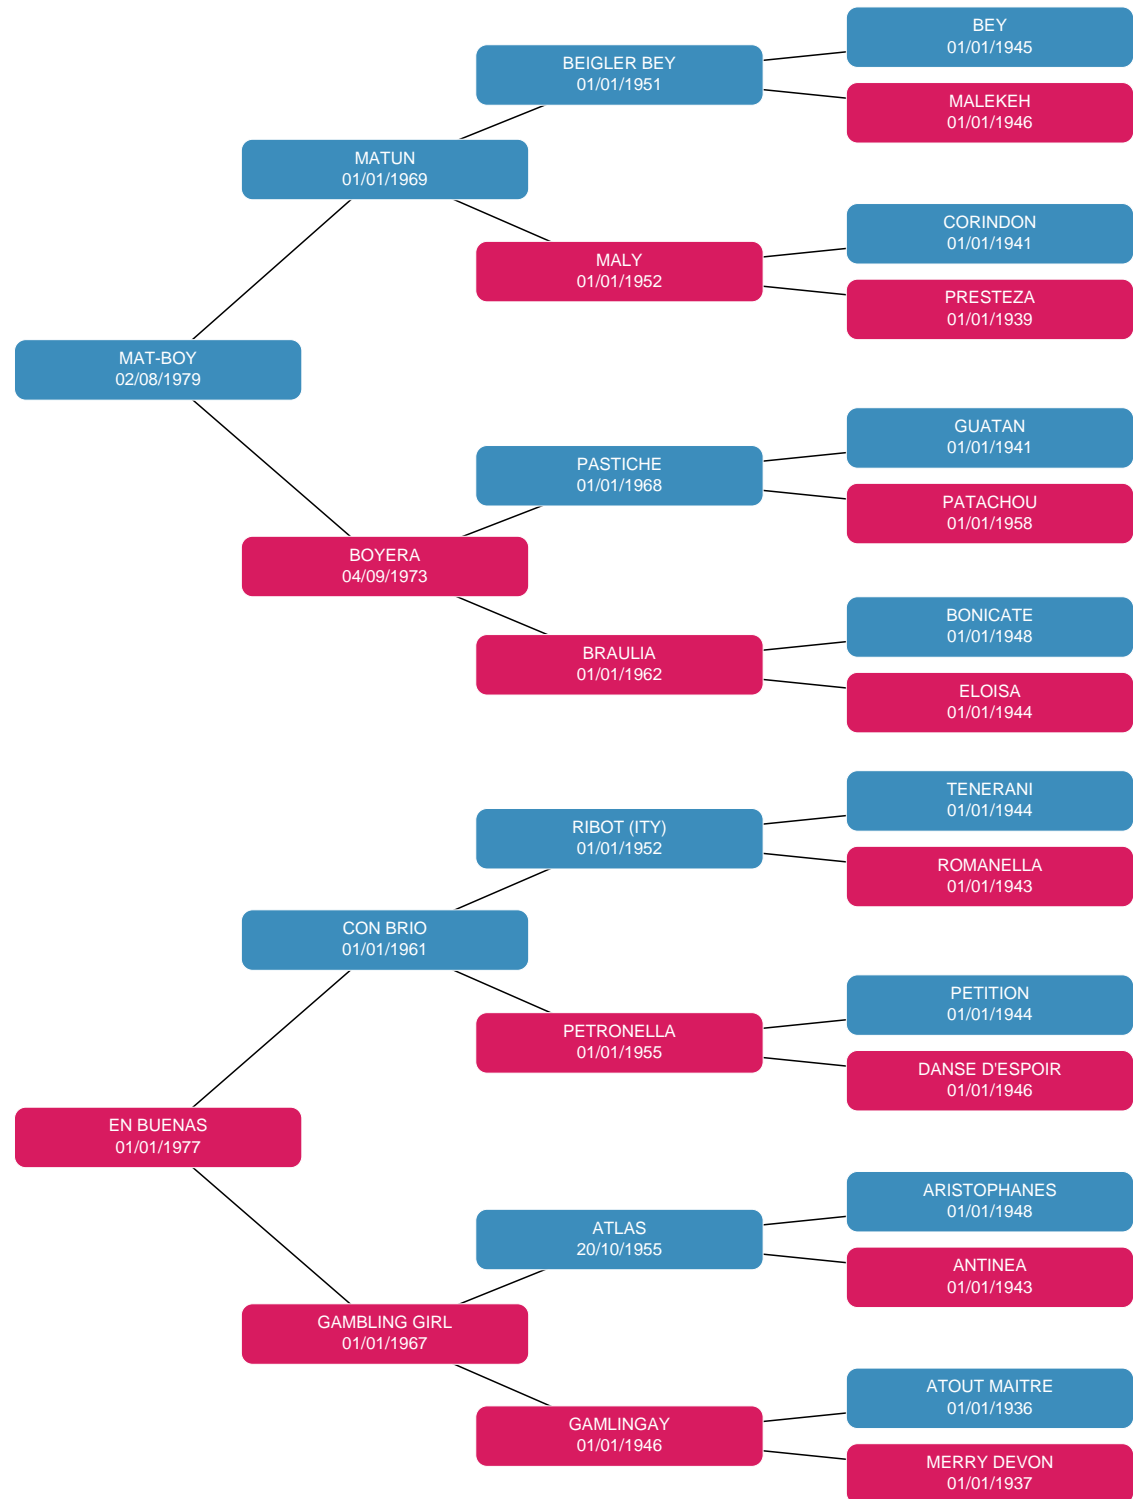 BEY
01/01/1945
BEIGLER BEY
01/01/1951
MALEKEH
01/01/1946
MATUN
01/01/1969
CORINDON
01/01/1941
MALY
01/01/1952
PRESTEZA
01/01/1939
MAT-BOY
02/08/1979
GUATAN
01/01/1941
PASTICHE
01/01/1968
PATACHOU
01/01/1958
BOYERA
04/09/1973
BONICATE
01/01/1948
BRAULIA
01/01/1962
ELOISA
01/01/1944
TENERANI
01/01/1944
RIBOT (ITY)
01/01/1952
ROMANELLA
01/01/1943
CON BRIO
01/01/1961
PETITION
01/01/1944
PETRONELLA
01/01/1955
DANSE D'ESPOIR
01/01/1946
EN BUENAS
01/01/1977
ARISTOPHANES
01/01/1948
ATLAS
20/10/1955
ANTINEA
01/01/1943
GAMBLING GIRL
01/01/1967
ATOUT MAITRE
01/01/1936
GAMLINGAY
01/01/1946
MERRY DEVON
01/01/1937